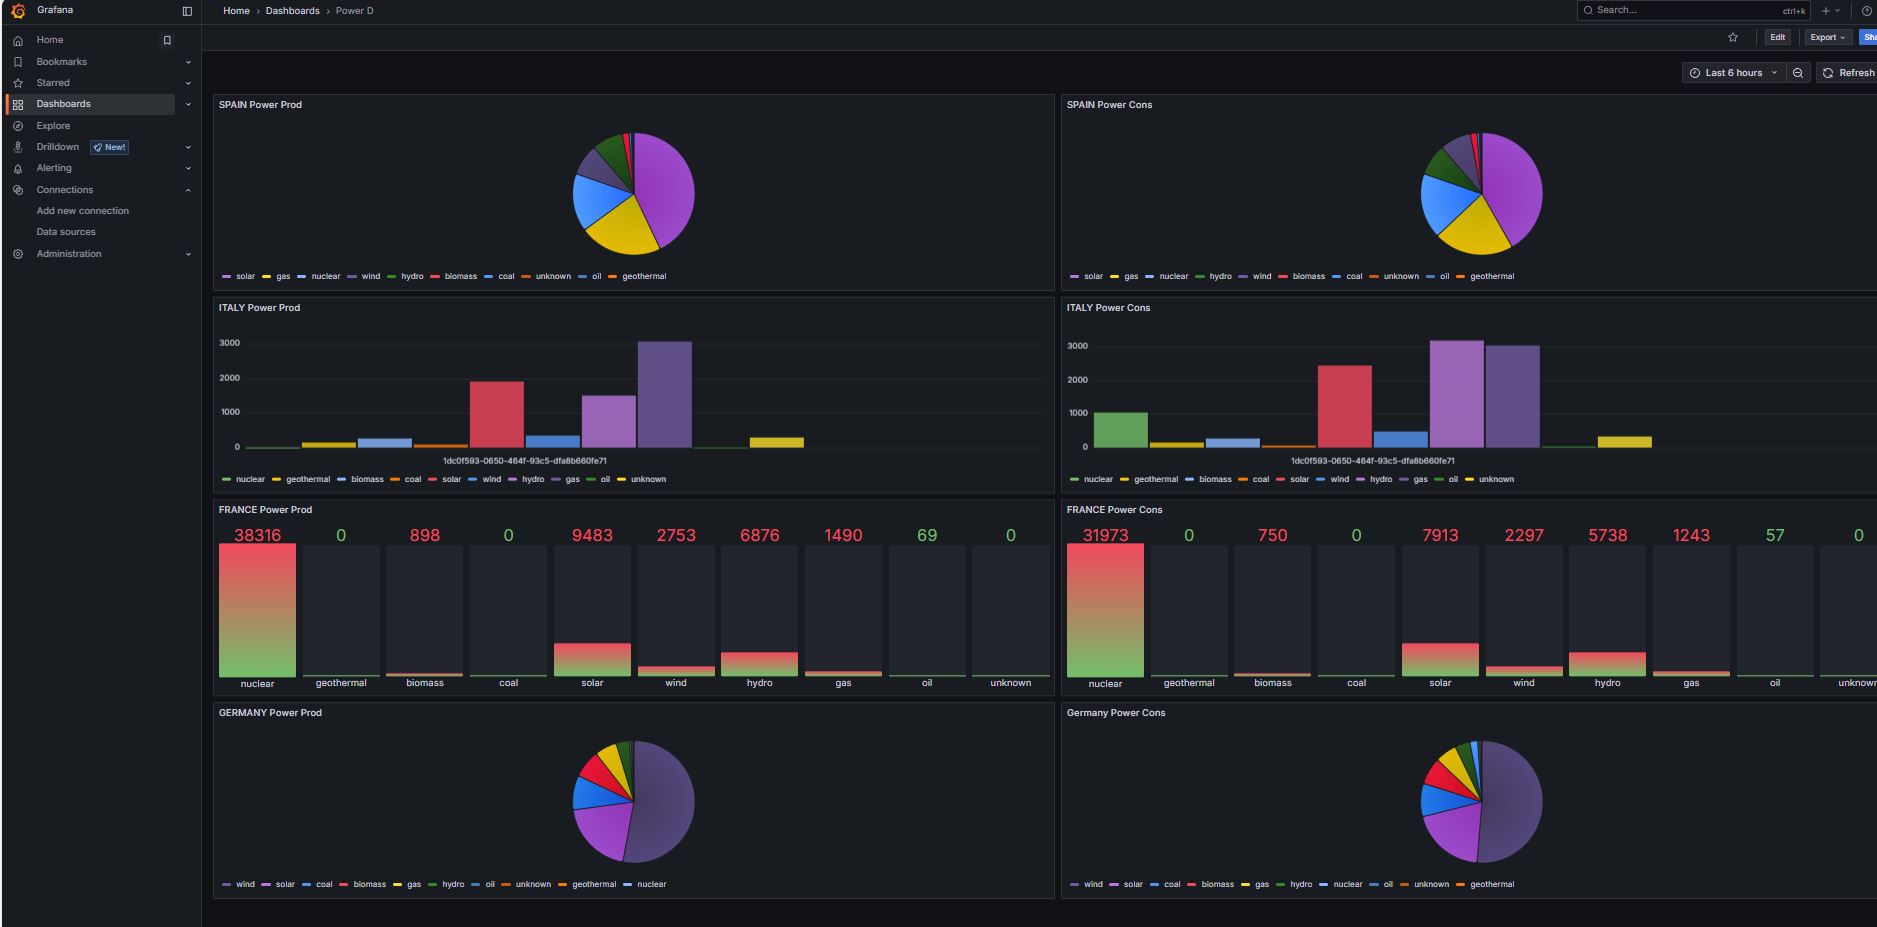 Grafana
Home › Dashboards › Power D
Search...
ctrl+k
Home
Bookmarks
Starred
Dashboards
Explore
Drilldown
New!
Alerting
Connections
Add new connection
Data sources
Administration
Edit
Export
Sha
Last 6 hours
Refresh
SPAIN Power Prod
solar gas nuclear wind hydro biomass coal unknown oil geothermal
SPAIN Power Cons
solar gas nuclear hydro wind biomass coal unknown oil geothermal
ITALY Power Prod
3000
2000
1000
0
1dc0f593-0650-464f-93c5-dfa8b660fe71
nuclear geothermal biomass coal solar wind hydro gas oil unknown
ITALY Power Cons
3000
2000
1000
0
1dc0f593-0650-464f-93c5-dfa8b660fe71
nuclear geothermal biomass coal solar wind hydro gas oil unknown
FRANCE Power Prod
38316 0 898 0 9483 2753 6876 1490 69 0
nuclear geothermal biomass coal solar wind hydro gas oil unknown
FRANCE Power Cons
31973 0 750 0 7913 2297 5738 1243 57 0
nuclear geothermal biomass coal solar wind hydro gas oil unknown
GERMANY Power Prod
wind solar coal biomass gas hydro oil unknown geothermal nuclear
Germany Power Cons
wind solar coal biomass gas hydro nuclear oil unknown geothermal